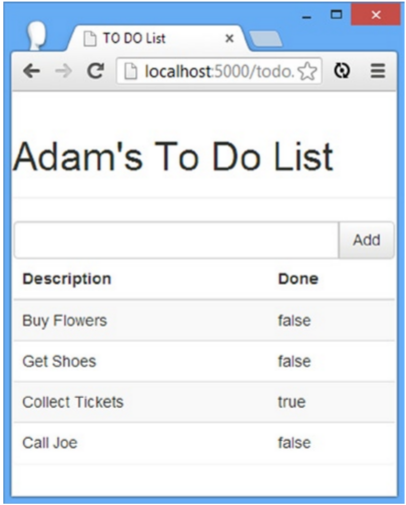 TO DO List
localhost:5000/todo.
Adam's To Do List
Add
Description Done
Buy Flowers false
Get Shoes false
Collect Tickets true
Call Joe false